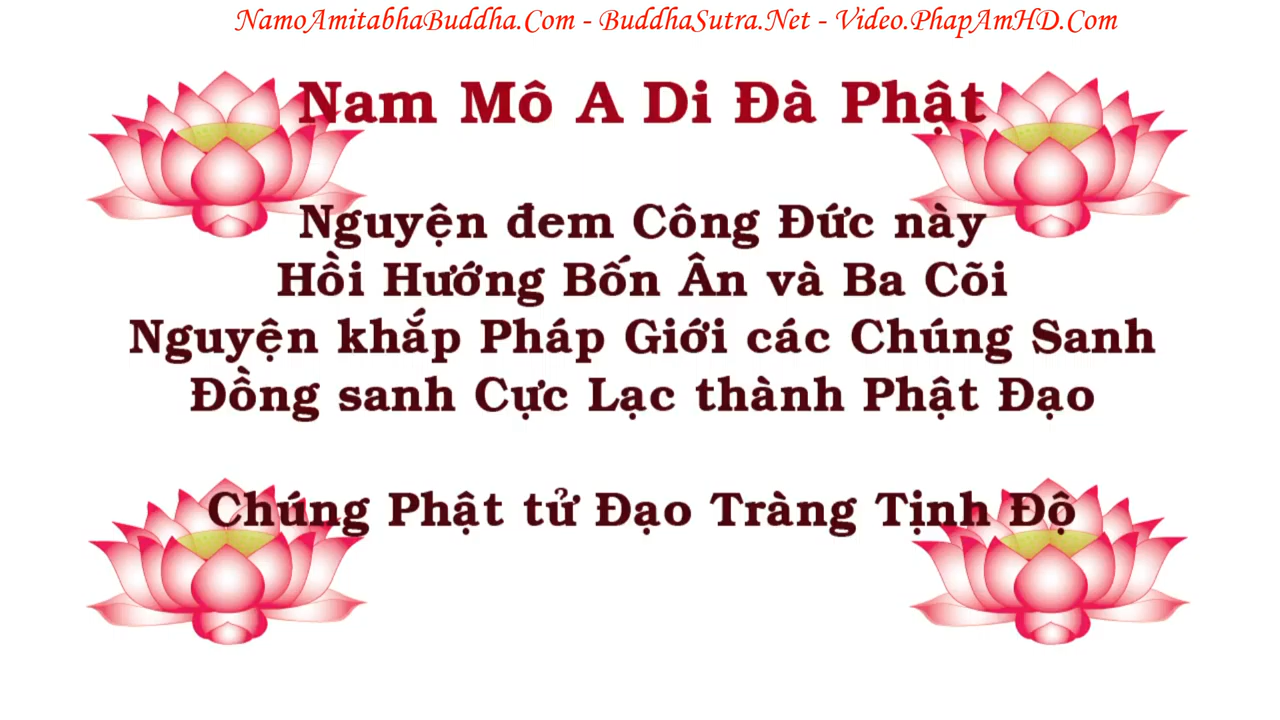 NamoAmitabhaBuddha.Com - BuddhaSutra.Net - Video.PhapAmHD.Com
Nam Mô A Di Đà Phật
Nguyện đem Công Đức này
Hồi Hướng Bốn Ân và Ba Cõi
Nguyện khắp Pháp Giới các Chúng Sanh
Đồng sanh Cực Lạc thành Phật Đạo
Chúng Phật tử Đạo Tràng Tịnh Độ